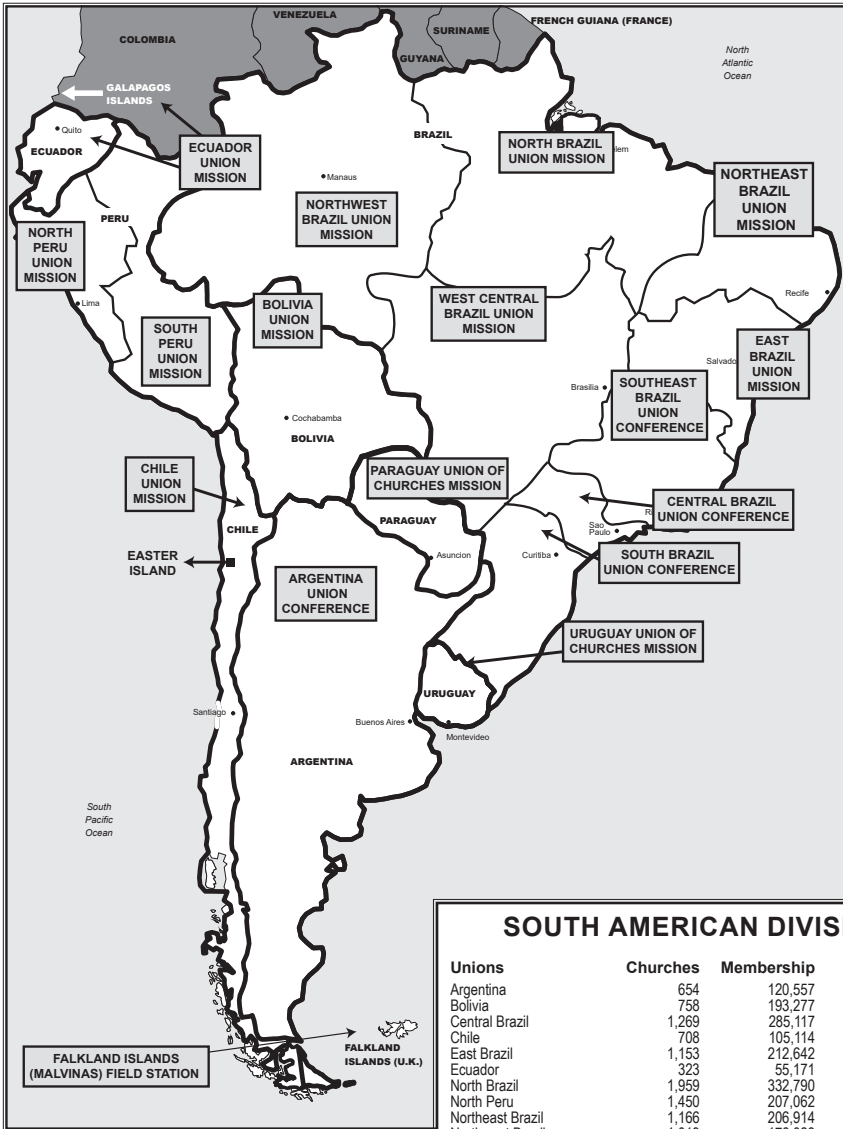 VENEZUELA
FRENCH GUIANA (FRANCE)
COLOMBIA
SURINAME
GUYANA
North
Atlantic
Ocean
GALAPAGOS
ISLANDS
Quito
ECUADOR
ECUADOR
UNION
MISSION
BRAZIL
NORTH BRAZIL
UNION MISSION
Manaus
NORTHWEST
BRAZIL UNION
MISSION
NORTHEAST
BRAZIL
UNION
MISSION
PERU
NORTH
PERU
UNION
MISSION
Lima
BOLIVIA
UNION
MISSION
WEST CENTRAL
BRAZIL UNION
MISSION
Recife
SOUTH
PERU
UNION
MISSION
EAST
BRAZIL
UNION
MISSION
Salvado
Brasilia
SOUTHEAST
BRAZIL
UNION
CONFERENCE
Cochabamba
BOLIVIA
CHILE
UNION
MISSION
PARAGUAY UNION OF
CHURCHES MISSION
CENTRAL BRAZIL
UNION CONFERENCE
CHILE
PARAGUAY
Sao
Paulo
EASTER
ISLAND
Asuncion
Curitiba
SOUTH BRAZIL
UNION CONFERENCE
ARGENTINA
UNION
CONFERENCE
URUGUAY UNION OF
CHURCHES MISSION
URUGUAY
Santiago
Buenos Aires
Montevideo
ARGENTINA
South
Pacific
Ocean
FALKLAND
ISLANDS (U.K.)
FALKLAND ISLANDS
(MALVINAS) FIELD STATION
SOUTH AMERICAN DIVIS
Unions Churches Membership
Argentina 654 120,557
Bolivia 758 193,277
Central Brazil 1,269 285,117
Chile 708 105,114
East Brazil 1,153 212,642
Ecuador 323 55,171
North Brazil 1,959 332,790
North Peru 1,450 207,062
Northeast Brazil 1,166 206,914